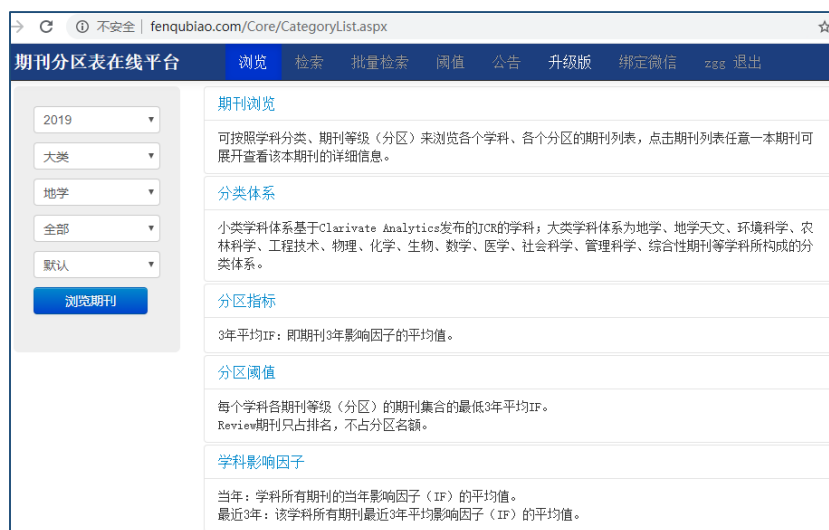 不安全 | fenqubiao.com/Core/CategoryList.aspx
期刊分区表在线平台 浏览 检索 批量检索 阈值 公告 升级版 绑定微信 zgg 退出
2019
大类
地学
全部
默认
浏览期刊
期刊浏览
可按照学科分类、期刊等级（分区）来浏览各个学科、各个分区的期刊列表，点击期刊列表任意一本期刊可
展开查看该本期刊的详细信息。
分类体系
小类学科体系基于Clarivate Analytics发布的JCR的学科；大类学科体系为地学、地学天文、环境科学、农
林科学、工程技术、物理、化学、生物、数学、医学、社会科学、管理科学、综合性期刊等学科所构成的分
类体系。
分区指标
3年平均IF：即期刊3年影响因子的平均值。
分区阈值
每个学科各期刊等级（分区）的期刊集合的最低3年平均IF。
Review期刊只占排名，不占分区名额。
学科影响因子
当年：学科所有期刊的当年影响因子（IF）的平均值。
最近3年：该学科所有期刊最近3年平均影响因子（IF）的平均值。